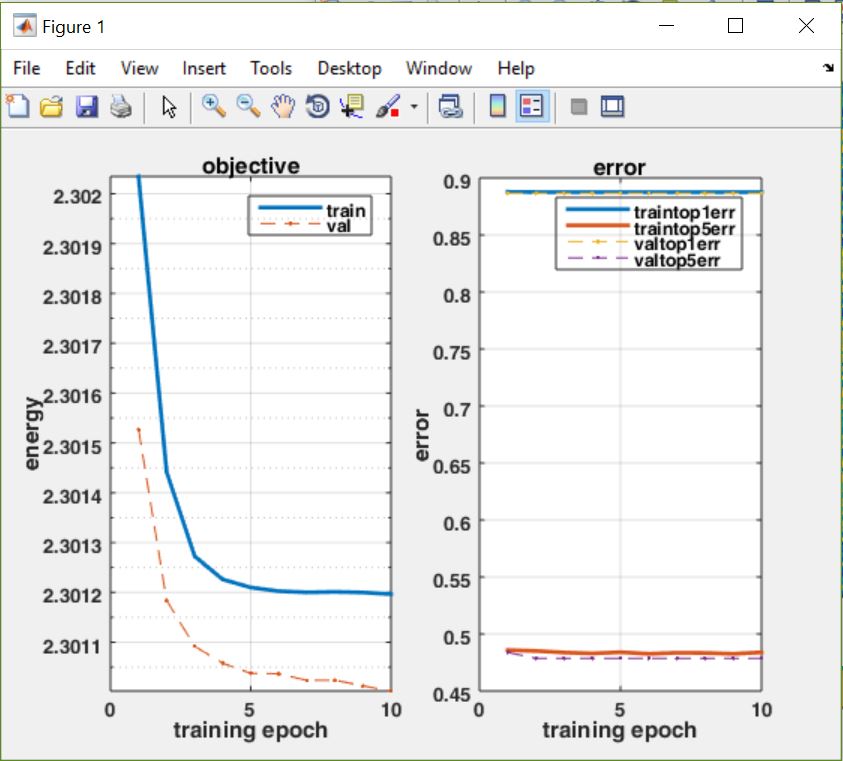 Figure 1
File Edit View Insert Tools Desktop Window Help
objective
2.302
2.3019
2.3018
2.3017
2.3016
2.3015
2.3014
2.3013
2.3012
2.3011
energy
train
val
0 5 10
training epoch
error
0.9
0.85
0.8
0.75
0.7
0.65
0.6
0.55
0.5
0.45
error
traintop1err
traintop5err
valtop1err
valtop5err
0 5 10
training epoch